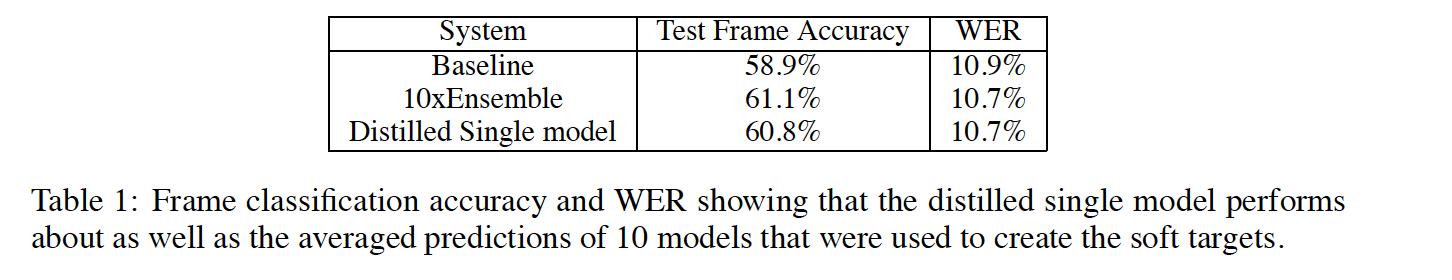 System Test Frame Accuracy WER
Baseline 58.9% 10.9%
10xEnsemble 61.1% 10.7%
Distilled Single model 60.8% 10.7%
Table 1: Frame classification accuracy and WER showing that the distilled single model performs
about as well as the averaged predictions of 10 models that were used to create the soft targets.